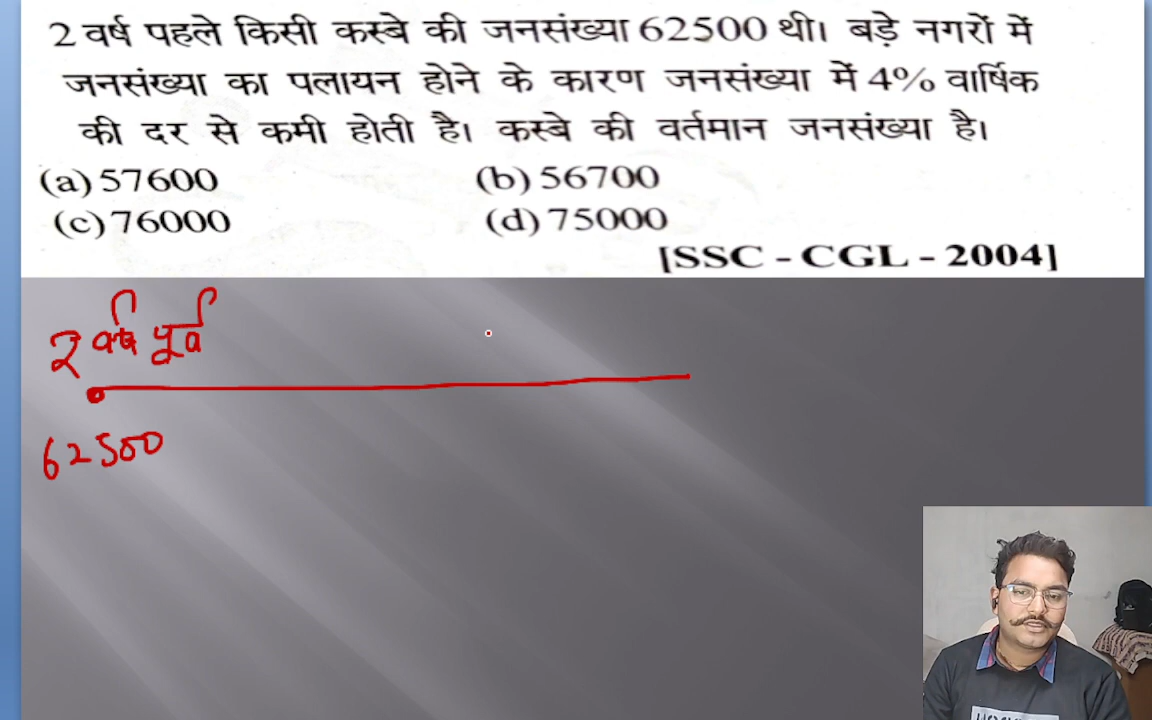 2 वर्ष पहले किसी कस्बे की जनसंख्या 62500 थी। बड़े नगरों में
जनसंख्या का पलायन होने के कारण जनसंख्या में 4% वार्षिक
की दर से कमी होती है। कस्बे की वर्तमान जनसंख्या है।
(a) 57600 (b) 56700
(c) 76000 (d) 75000
[SSC - CGL - 2004]
2 वर्ष पूर्व
62500